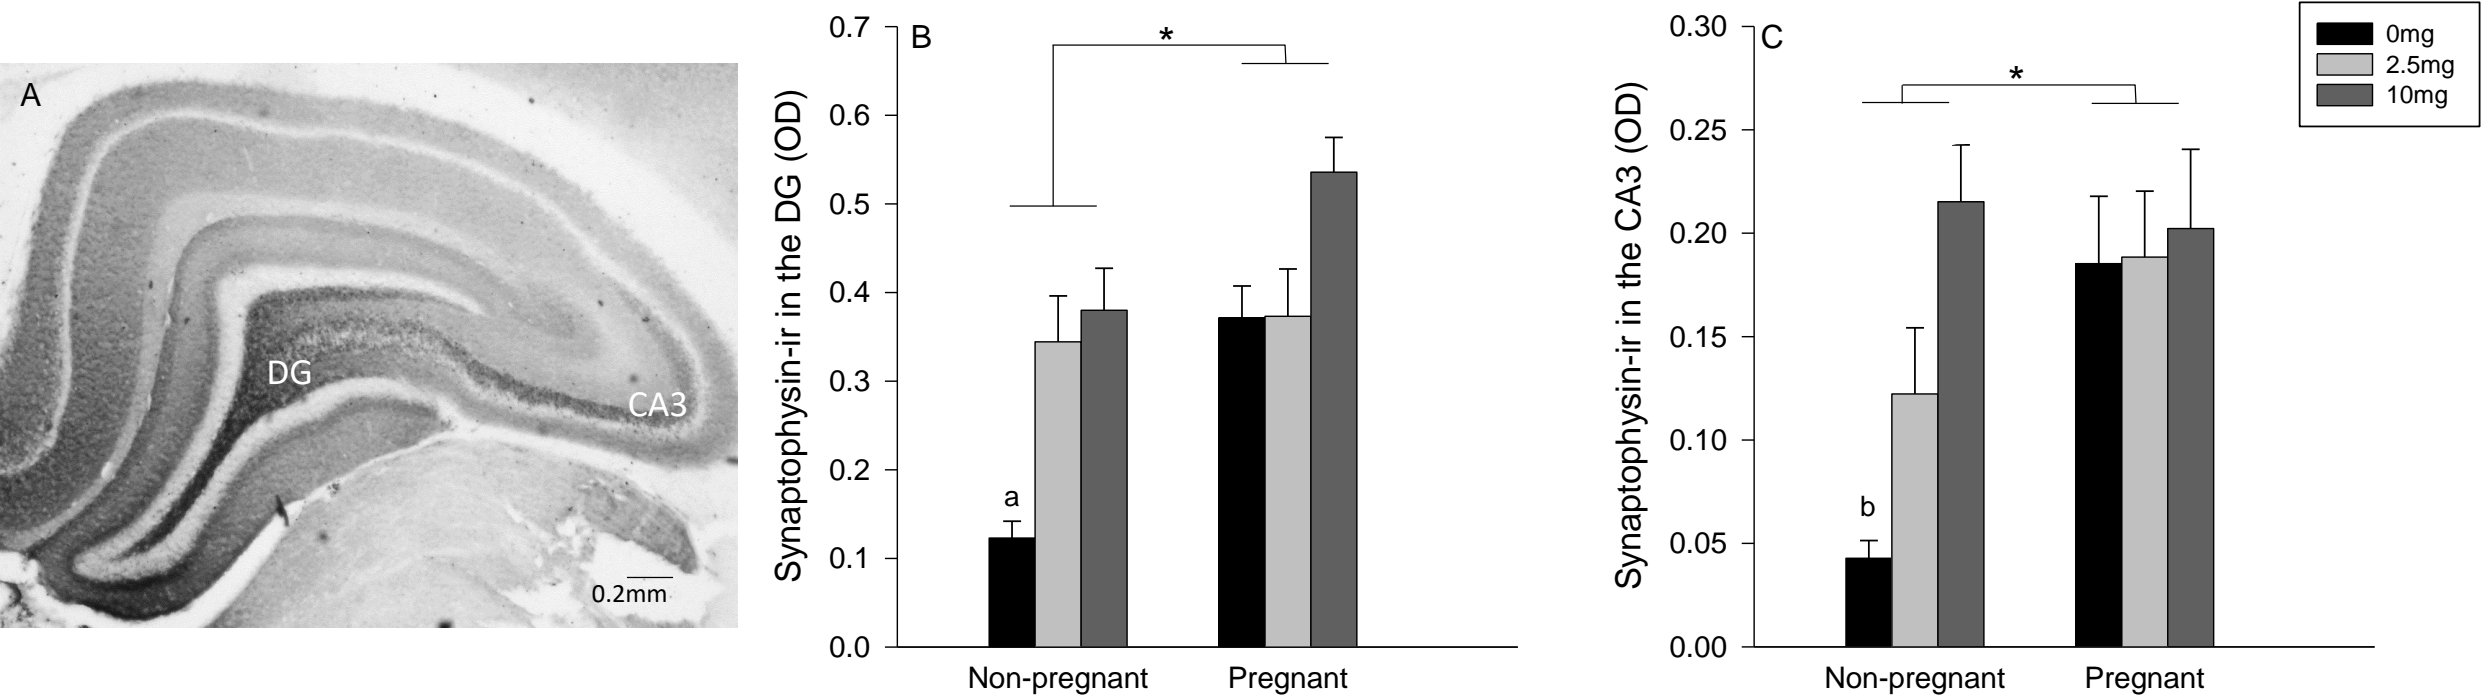 A
DG
CA3
0.2mm
B
*
Synaptophysin-ir in the DG (OD)
0.7
0.6
0.5
0.4
0.3
0.2
0.1
0.0
a
Non-pregnant
Pregnant
C
*
Synaptophysin-ir in the CA3 (OD)
0.30
0.25
0.20
0.15
0.10
0.05
0.00
b
Non-pregnant
Pregnant
0mg
2.5mg
10mg